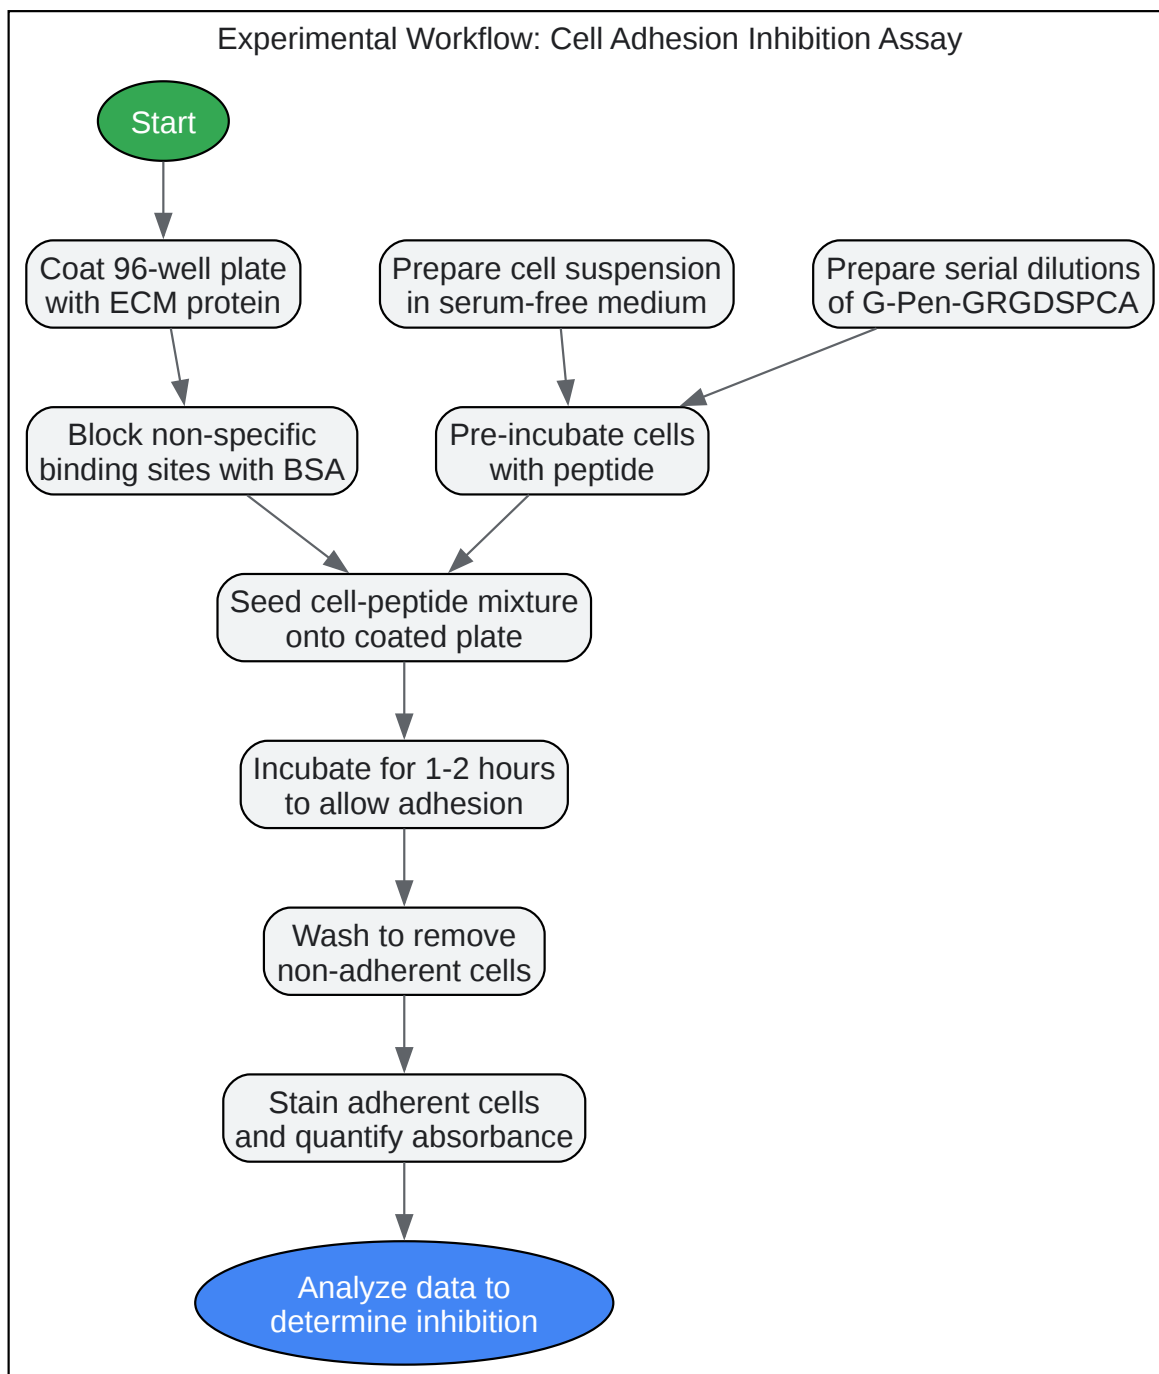 Experimental Workflow: Cell Adhesion Inhibition Assay
Start
Coat 96-well plate
with ECM protein
Prepare cell suspension
in serum-free medium
Prepare serial dilutions
of G-Pen-GRGDSPCA
Block non-specific
binding sites with BSA
Pre-incubate cells
with peptide
Seed cell-peptide mixture
onto coated plate
Incubate for 1-2 hours
to allow adhesion
Wash to remove
non-adherent cells
Stain adherent cells
and quantify absorbance
Analyze data to
determine inhibition